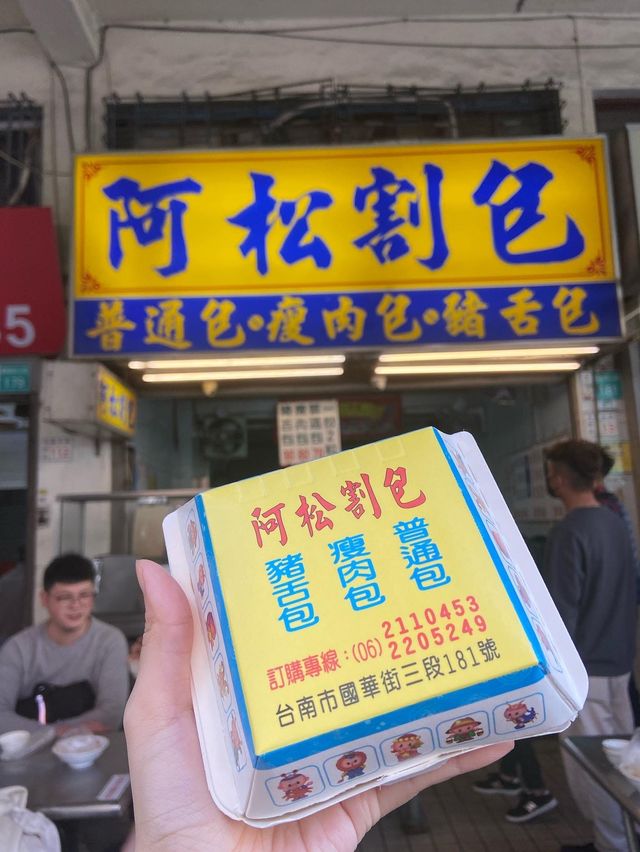 阿松割包
普通包•瘦肉包•豬舌包
阿松割包
普通包
瘦肉包
豬舌包
訂購專線：(06) 2110453
2205249
台南市國華街三段181號